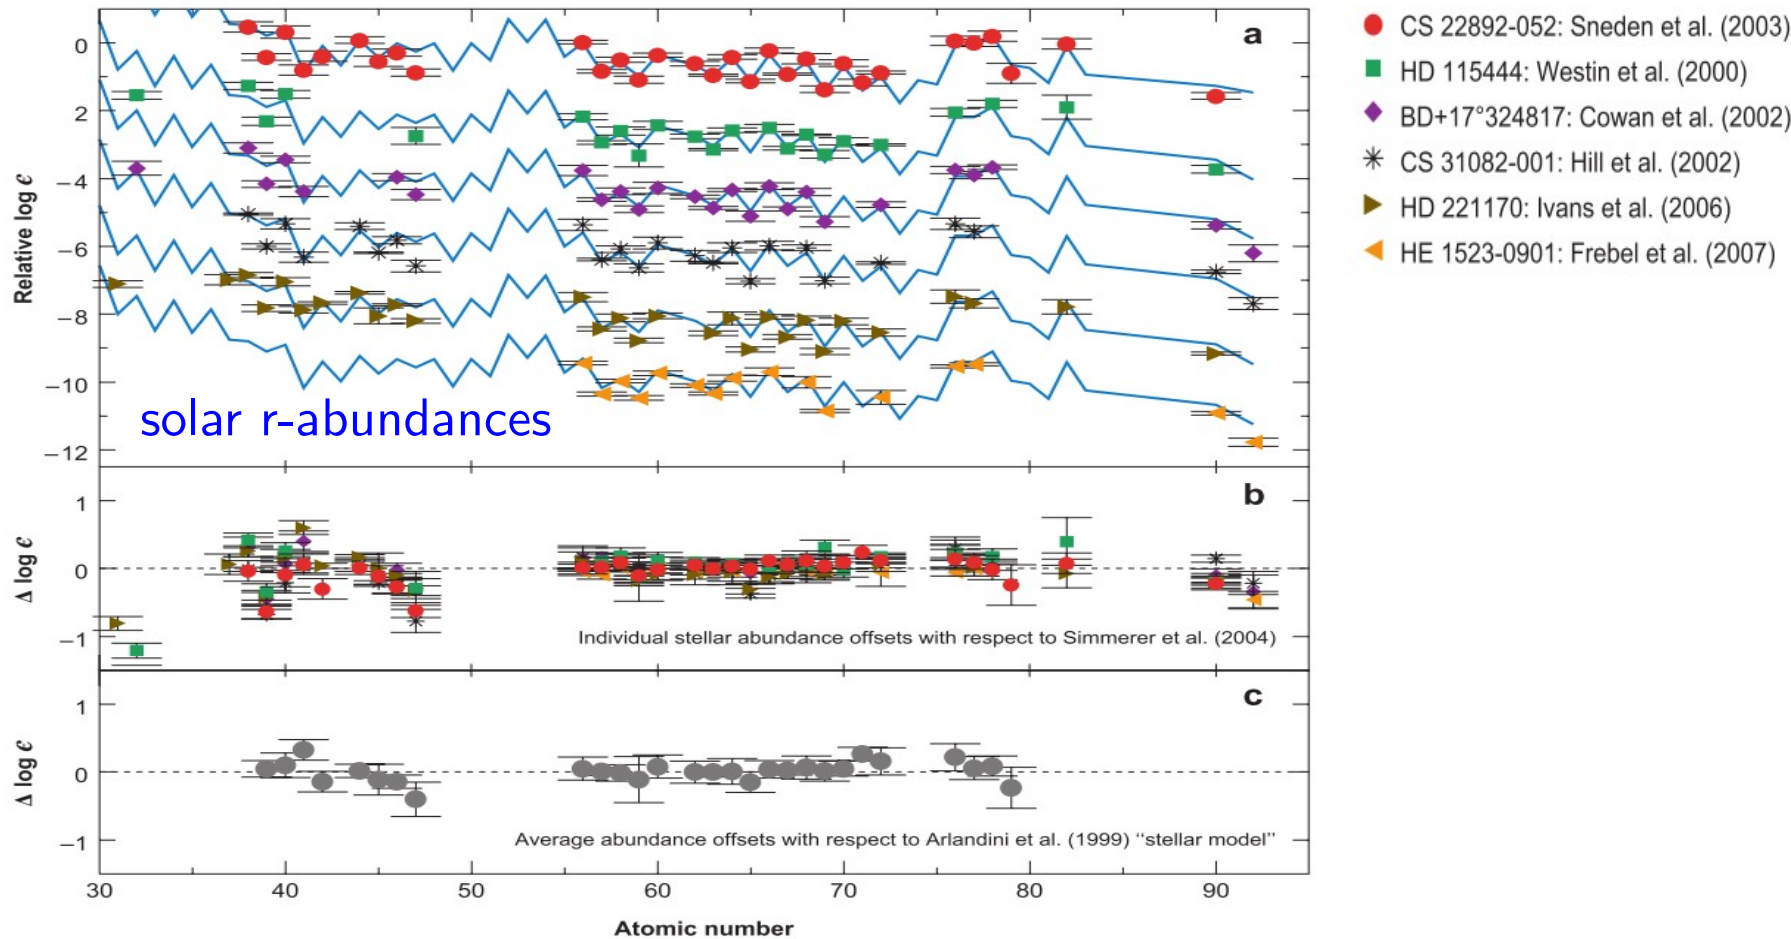 a
0
2
−4
−6
−8
−10
−12
Relative log ϵ
solar r-abundances
CS 22892-052: Sneden et al. (2003)
HD 115444: Westin et al. (2000)
BD+17°324817: Cowan et al. (2002)
CS 31082-001: Hill et al. (2002)
HD 221170: Ivans et al. (2006)
HE 1523-0901: Frebel et al. (2007)
b
1
0
−1
Δ log ϵ
Individual stellar abundance offsets with respect to Simmerer et al. (2004)
c
1
0
−1
Δ log ϵ
Average abundance offsets with respect to Arlandini et al. (1999) “stellar model”
30 40 50 60 70 80 90
Atomic number